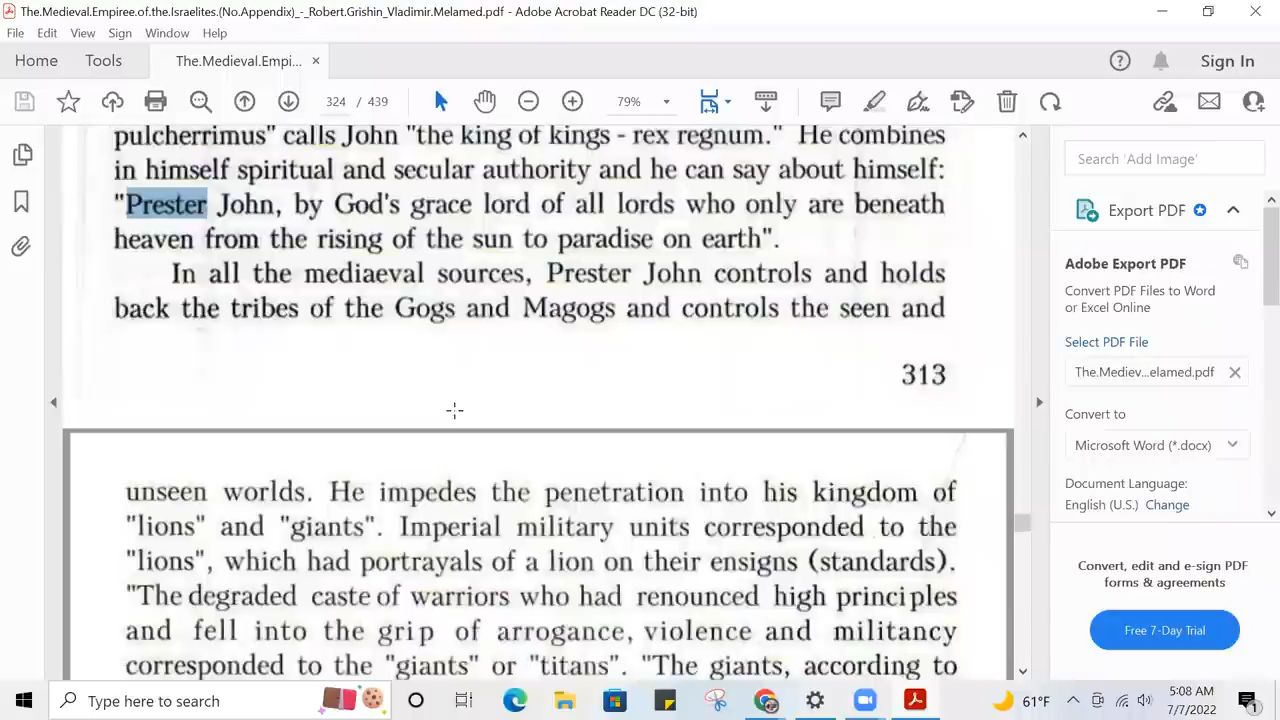 The.Medieval.Empiree.of.the.Israelites.(No.Appendix)_-_Robert.Grishin_Vladimir.Melamed.pdf - Adobe Acrobat Reader DC (32-bit)
File Edit View Sign Window Help
Home Tools The.Medieval.Empi... × Sign In
324 / 439 79%
pulcherrimus" calls John "the king of kings - rex regnum." He combines
in himself spiritual and secular authority and he can say about himself:
"Prester John, by God's grace lord of all lords who only are beneath
heaven from the rising of the sun to paradise on earth".
In all the mediaeval sources, Prester John controls and holds
back the tribes of the Gogs and Magogs and controls the seen and
313
unseen worlds. He impedes the penetration into his kingdom of
"lions" and "giants". Imperial military units corresponded to the
"lions", which had portrayals of a lion on their ensigns (standards).
"The degraded caste of warriors who had renounced high principles
and fell into the grip of arrogance, violence and militancy
corresponded to the "giants" or "titans". "The giants, according to
Search 'Add Image'
Export PDF
Adobe Export PDF
Convert PDF Files to Word
or Excel Online
Select PDF File
The.Mediev...elamed.pdf
Convert to
Microsoft Word (*.docx)
Document Language:
English (U.S.) Change
Convert, edit and e-sign PDF
forms & agreements
Free 7-Day Trial
Type here to search
61°F
5:08 AM
7/7/2022
1